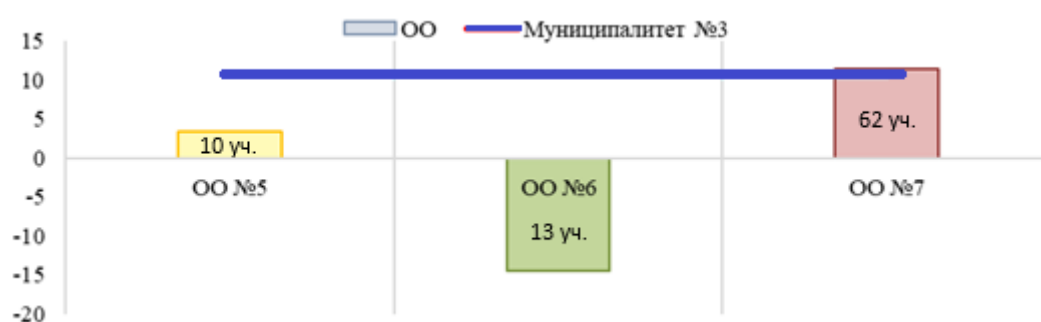 ОО Муниципалитет №3
15
10
5
0
-5
-10
-15
-20
10 уч.
62 уч.
ОО №5 ОО №6 ОО №7
13 уч.